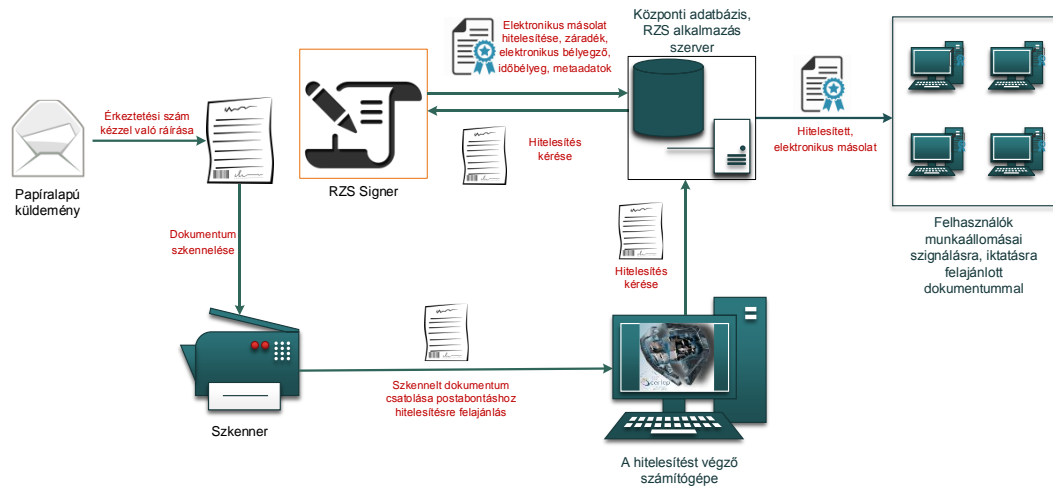 Elektronikus másolat
hitelesítése, záradék,
elektronikus bélyegző,
időbélyeg, metaadatok
Központi adatbázis,
RZS alkalmazás
szerver
Érkeztetési szám
kézzel való ráírása
Hitelesítés
kérése
Hitelesített,
elektronikus másolat
Papíralapú
küldemény
RZS Signer
Dokumentum
szkennelése
Hitelesítés
kérése
Felhasználók
munkaállomásai
szignálásra, iktatásra
felajánlott
dokumentummal
Szkennelt dokumentum
csatolása postabontáshoz
hitelesítésre felajánlás
Szkenner
A hitelesítést végző
számítógépe